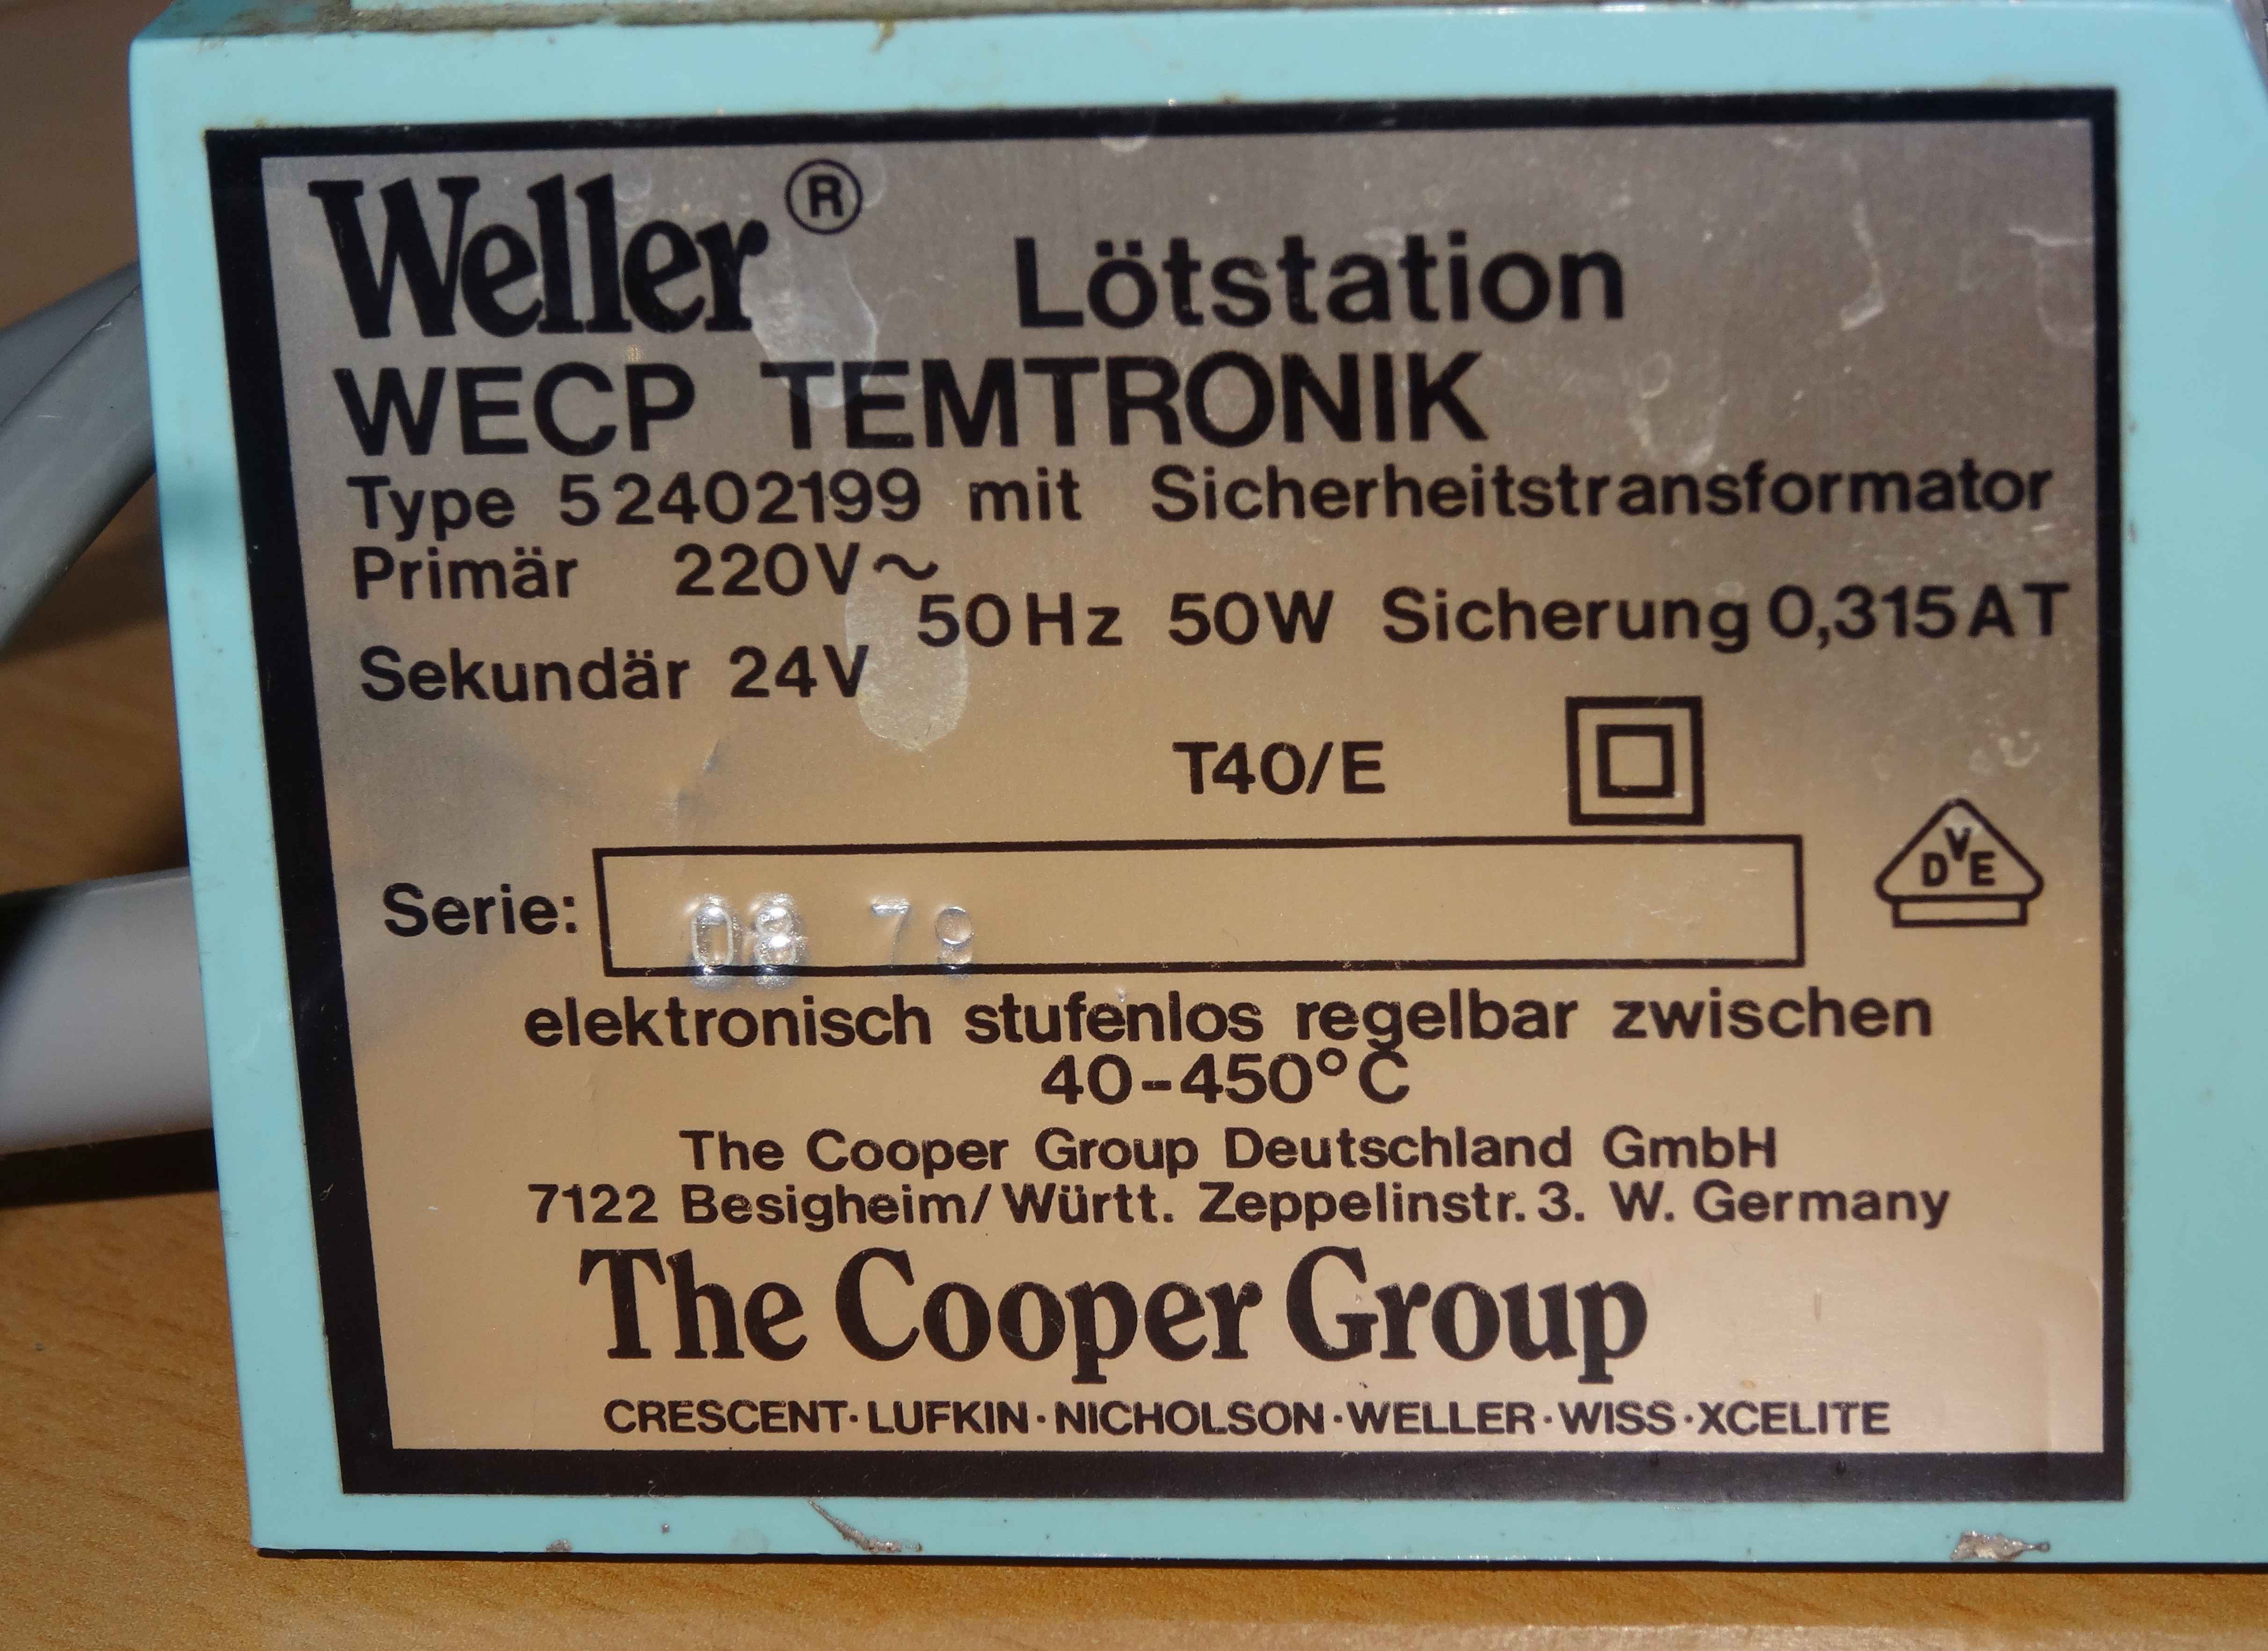 Weller®
Lötstation
WECP TEMTRONIK
Type 52402199 mit Sicherheitstransformator
Primär 220V~
50Hz 50W Sicherung 0,315AT
Sekundär 24V
T40/E
DVE
Serie: 08 79
elektronisch stufenlos regelbar zwischen
40-450°C
The Cooper Group Deutschland GmbH
7122 Besigheim/Württ. Zeppelinstr. 3. W. Germany
The Cooper Group
CRESCENT·LUFKIN·NICHOLSON·WELLER·WISS·XCELITE